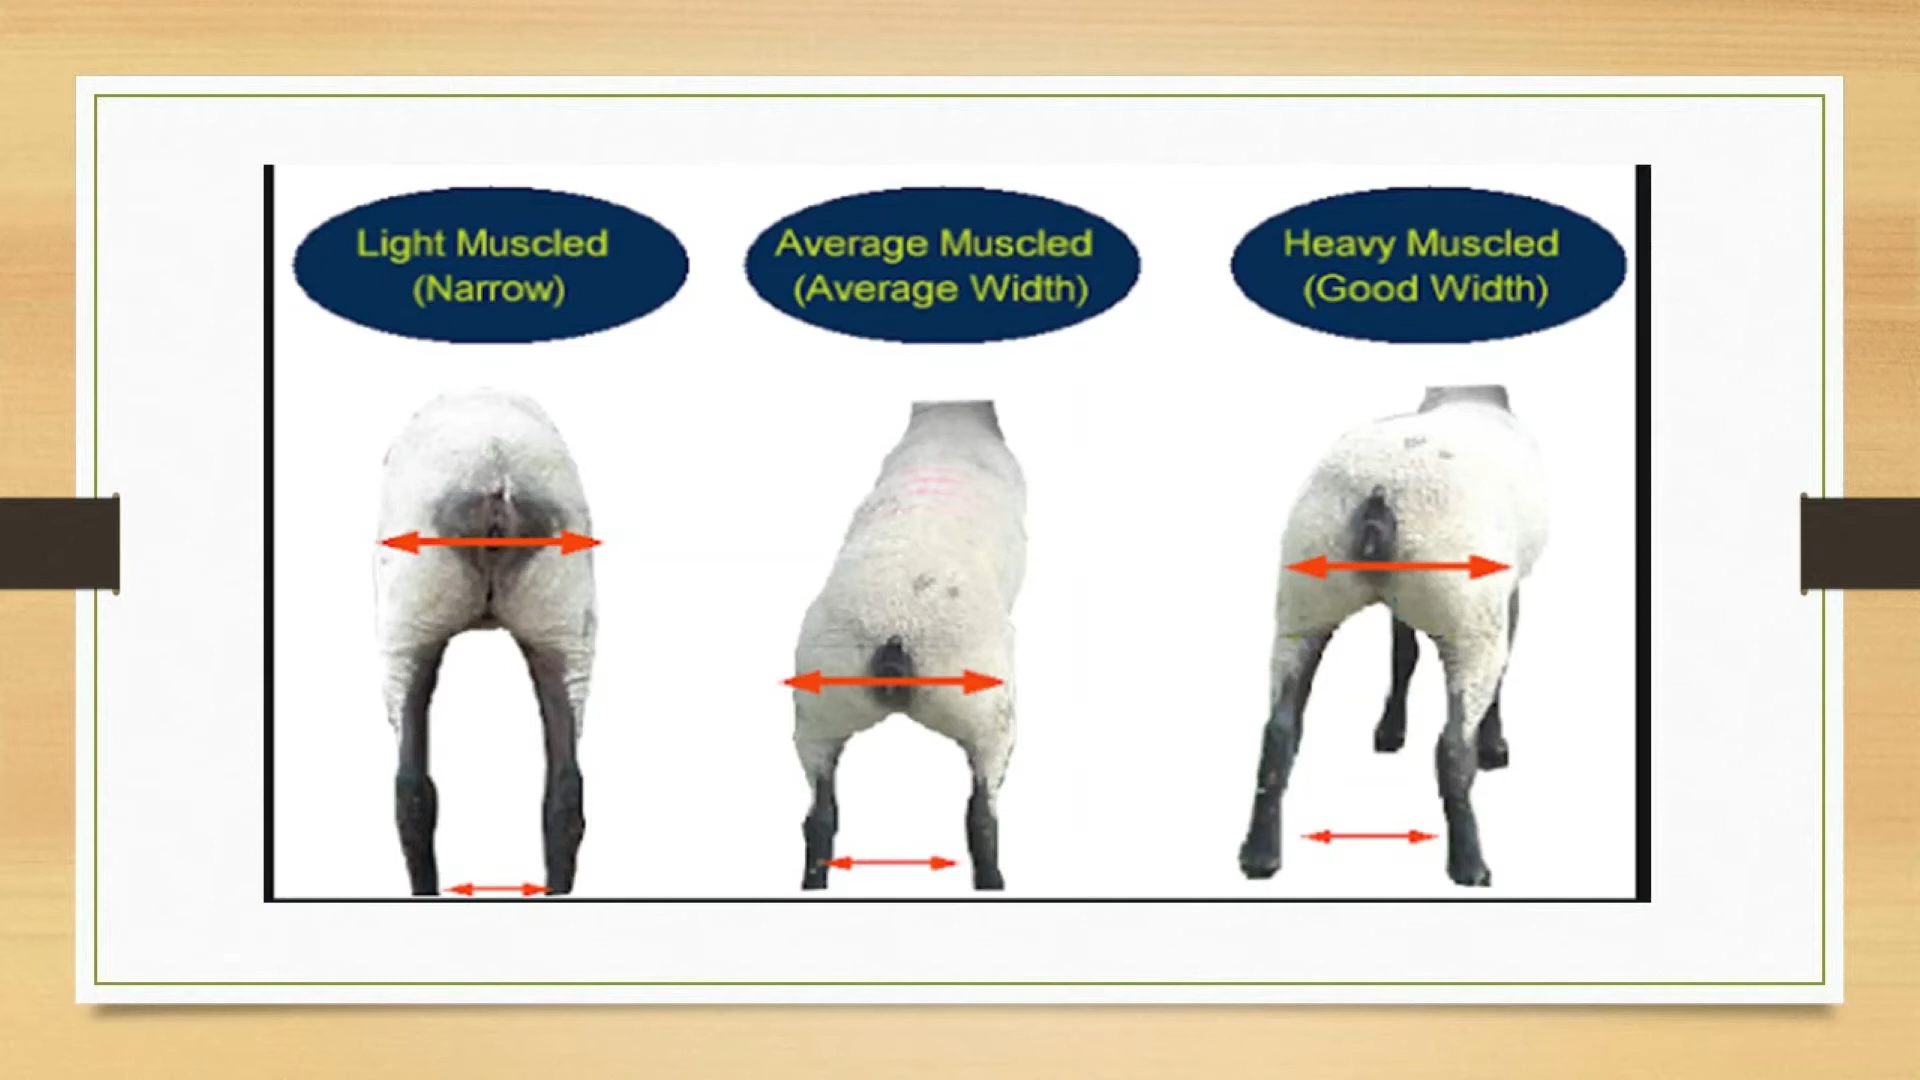 Light Muscled
(Narrow)
Average Muscled
(Average Width)
Heavy Muscled
(Good Width)